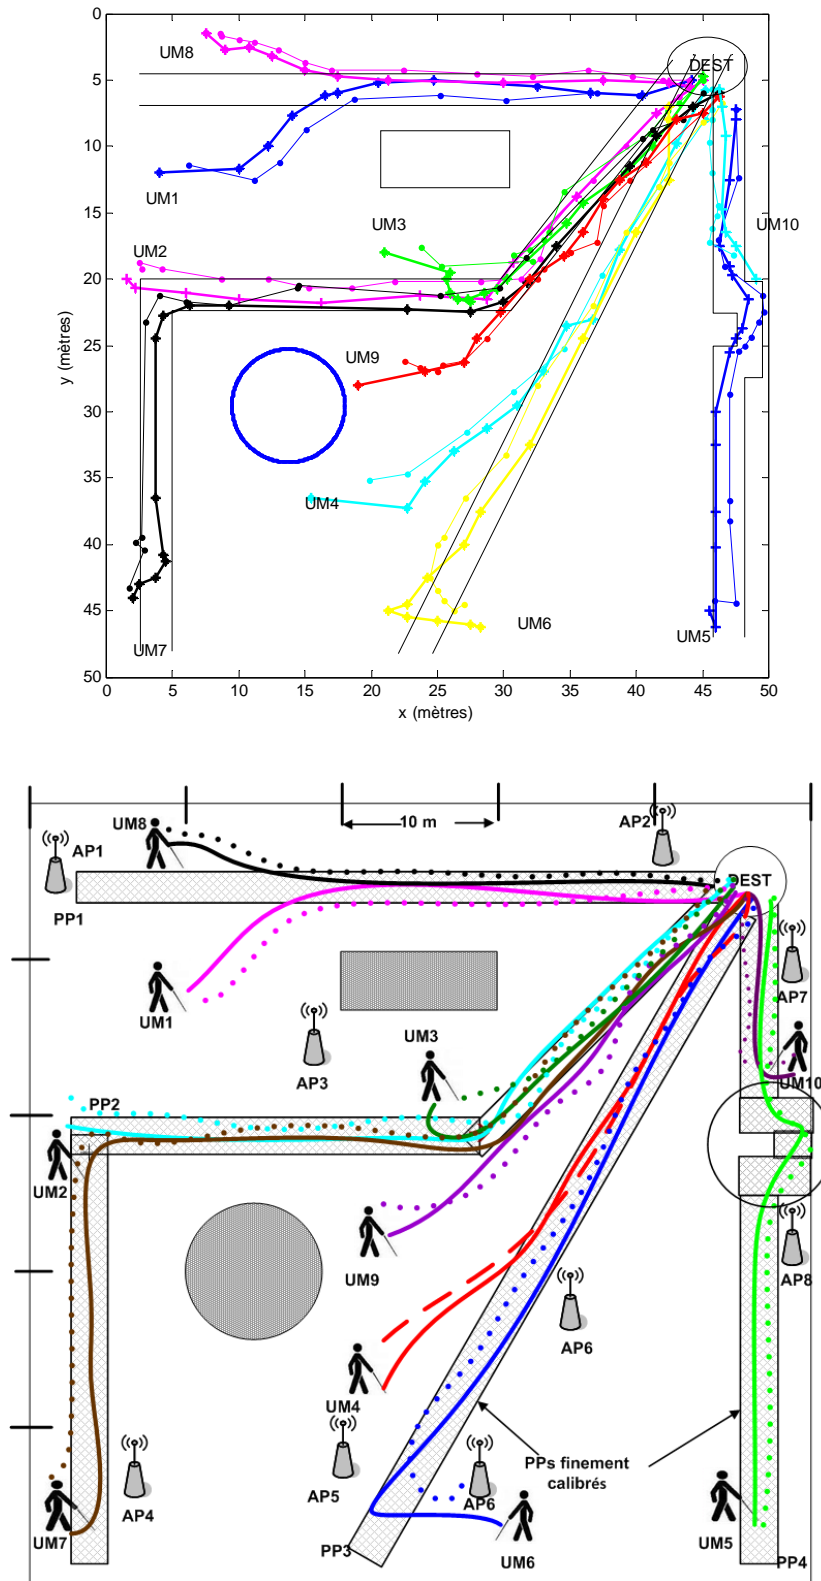 0
5
10
15
20
25
30
35
40
45
50
y (mètres)
UM8
DEST
UM1
UM3
UM2
UM10
UM9
UM4
UM6
UM7
UM5
0 5 10 15 20 25 30 35 40 45 50
x (mètres)
UM8
10 m
AP2
AP1
DEST
PP1
AP7
UM1
UM3
AP3
UM10
PP2
UM2
UM9
AP8
AP6
UM4
PPs finement
calibrés
AP5
AP6
AP4
UM7
UM5
PP3
UM6
PP4